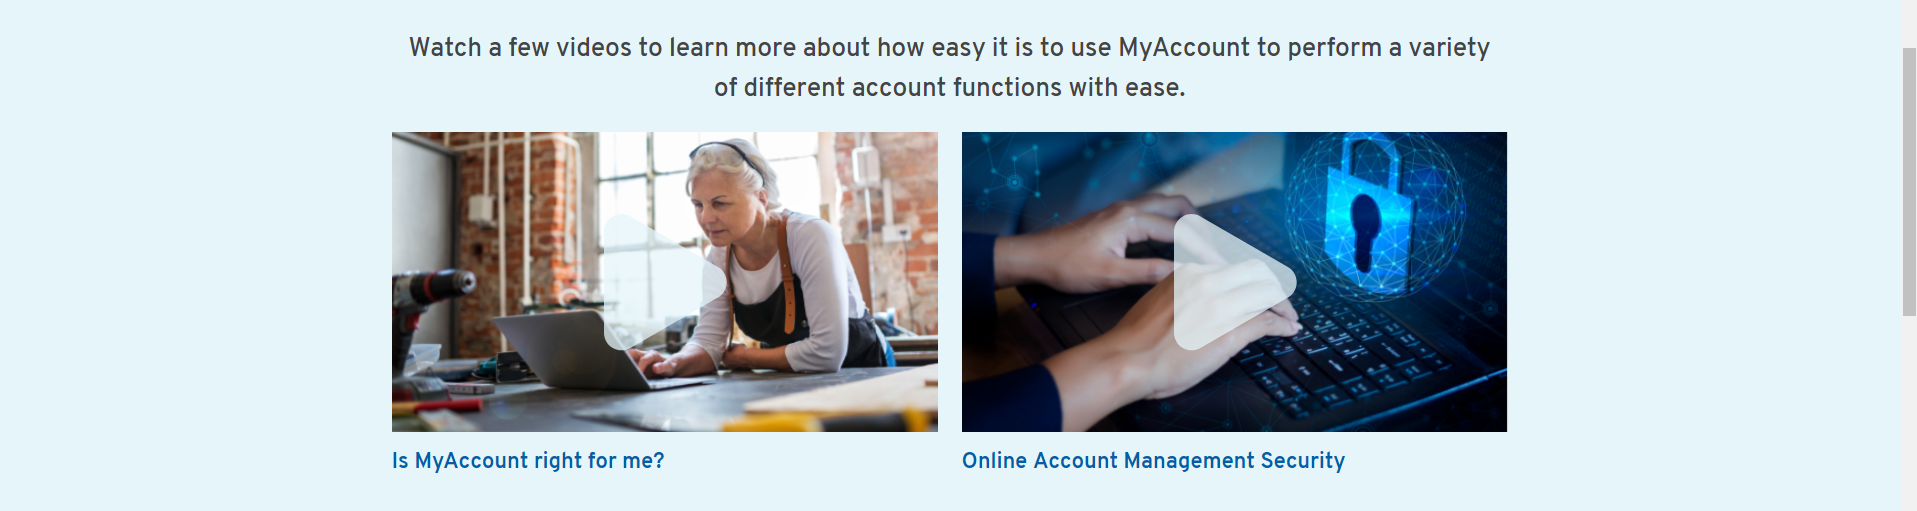 Watch a few videos to learn more about how easy it is to use MyAccount to perform a variety
of different account functions with ease.
Is MyAccount right for me?
Online Account Management Security